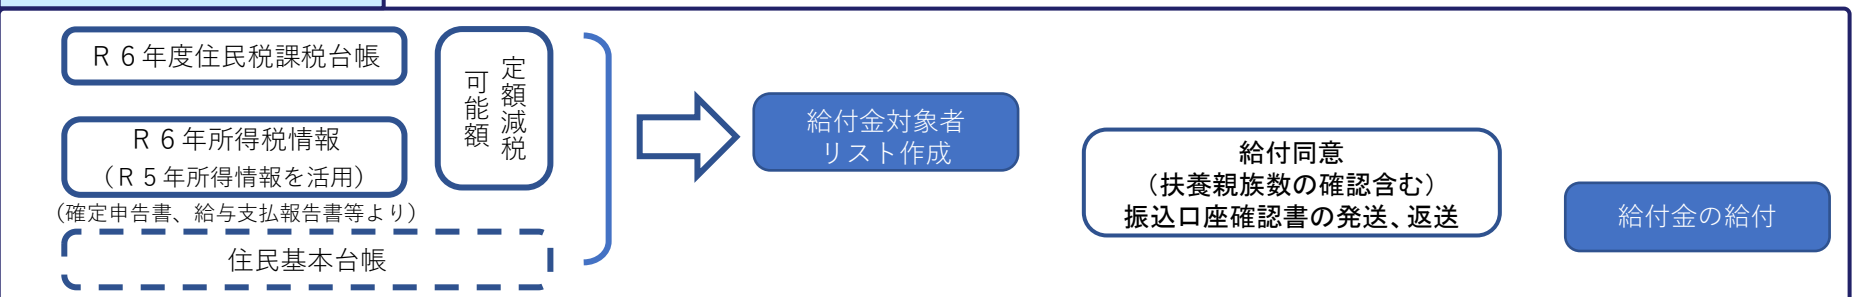 Ｒ６年度住民税課税台帳
Ｒ６年所得税情報
（Ｒ５年所得情報を活用）
（確定申告書、給与支払報告書等より）
住民基本台帳
定額減税
可能額
給付金対象者
リスト作成
給付同意
（扶養親族数の確認含む）
振込口座確認書の発送、返送
給付金の給付